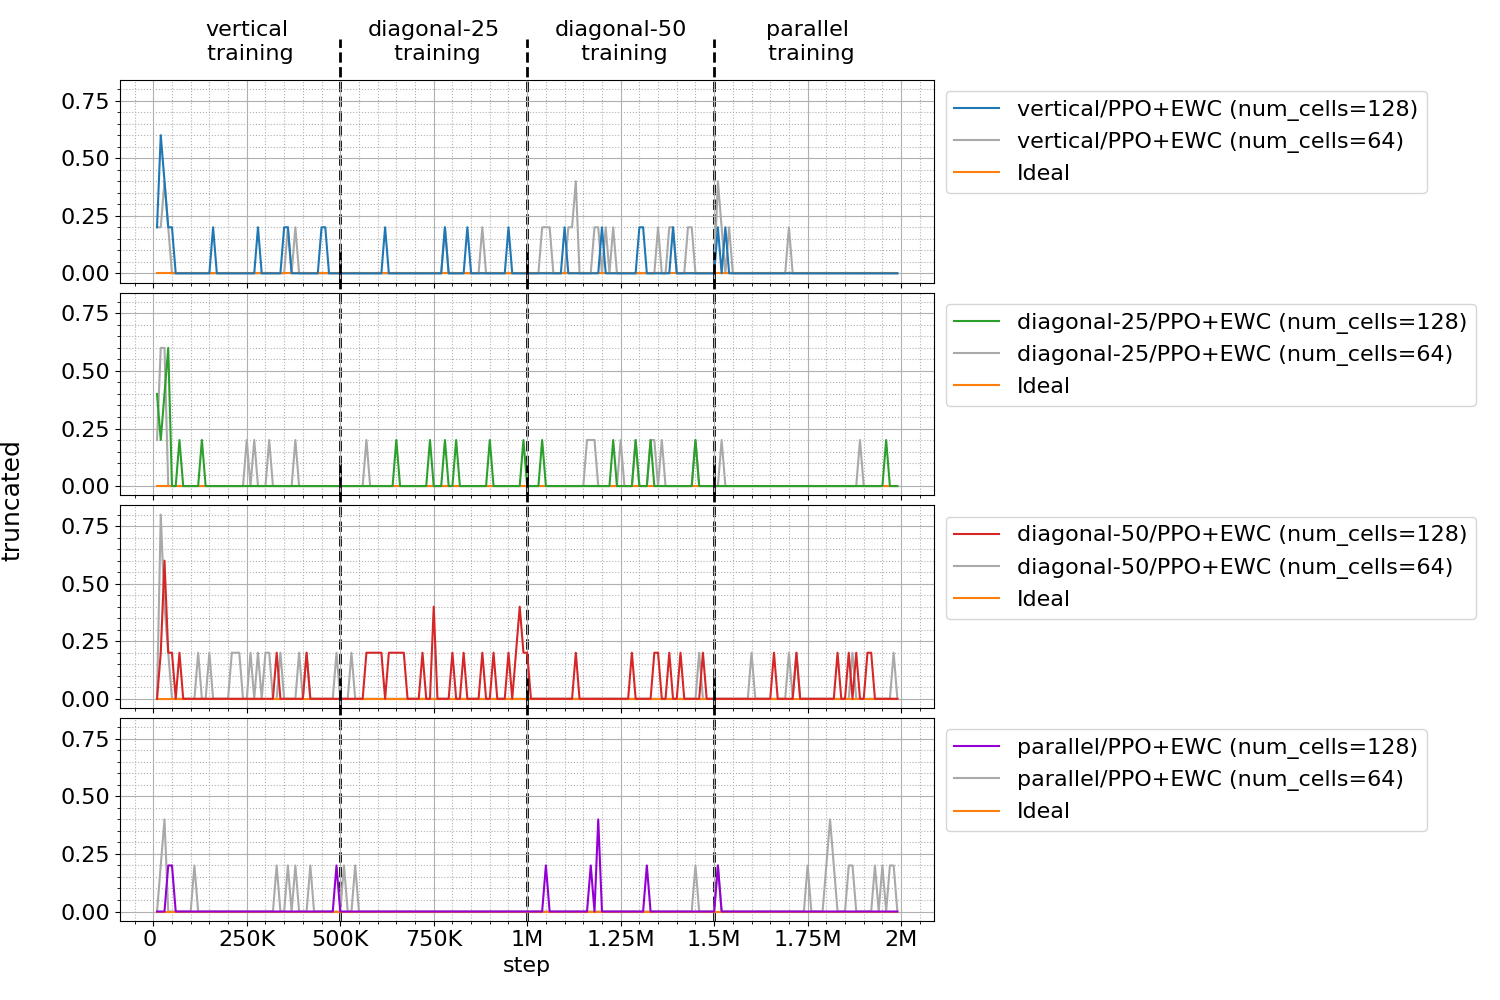 vertical training
diagonal-25 training
diagonal-50 training
parallel training
0.75
0.50
0.25
0.00
vertical/PPO+EWC (num_cells=128)
vertical/PPO+EWC (num_cells=64)
Ideal
0.75
0.50
0.25
0.00
diagonal-25/PPO+EWC (num_cells=128)
diagonal-25/PPO+EWC (num_cells=64)
Ideal
truncated
0.75
0.50
0.25
0.00
diagonal-50/PPO+EWC (num_cells=128)
diagonal-50/PPO+EWC (num_cells=64)
Ideal
0.75
0.50
0.25
0.00
parallel/PPO+EWC (num_cells=128)
parallel/PPO+EWC (num_cells=64)
Ideal
0 250K 500K 750K 1M 1.25M 1.5M 1.75M 2M
step